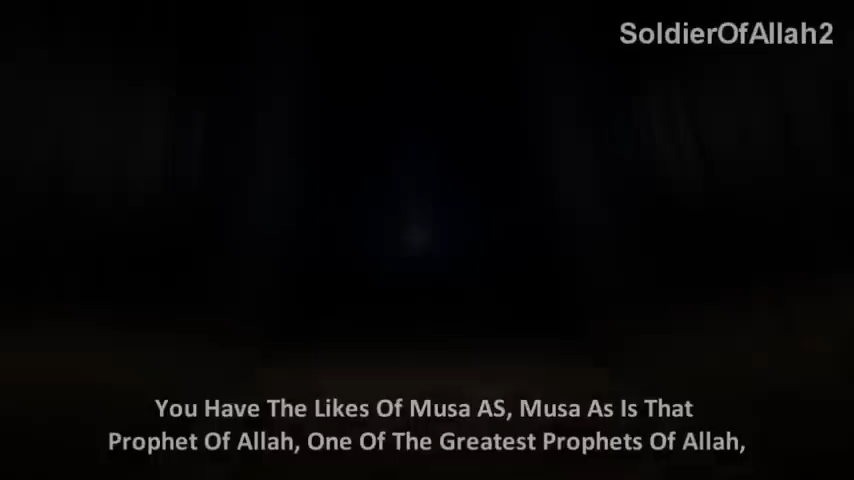 SoldierOfAllah2
You Have The Likes Of Musa AS, Musa As Is That
Prophet Of Allah, One Of The Greatest Prophets Of Allah,